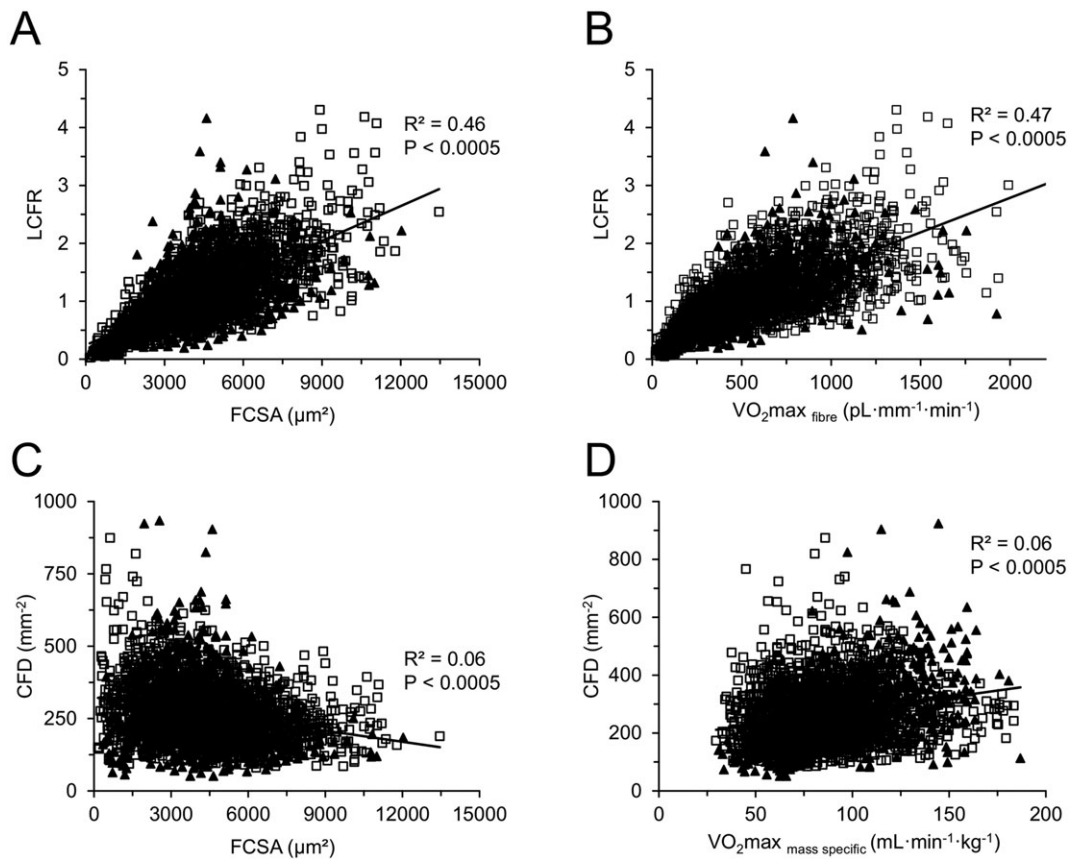 A
B
5
4
3
2
1
0
LCFR
R² = 0.46
P < 0.0005
0
3000
6000
9000
12000
15000
FCSA (µm²)
5
4
3
2
1
0
LCFR
R² = 0.47
P < 0.0005
0
500
1000
1500
2000
VO₂max fibre (pL·mm⁻¹·min⁻¹)
C
D
1000
750
500
250
0
CFD (mm⁻²)
R² = 0.06
P < 0.0005
0
3000
6000
9000
12000
15000
FCSA (µm²)
1000
800
600
400
200
0
CFD (mm⁻²)
R² = 0.06
P < 0.0005
0
50
100
150
200
VO₂max mass specific (mL·min⁻¹·kg⁻¹)